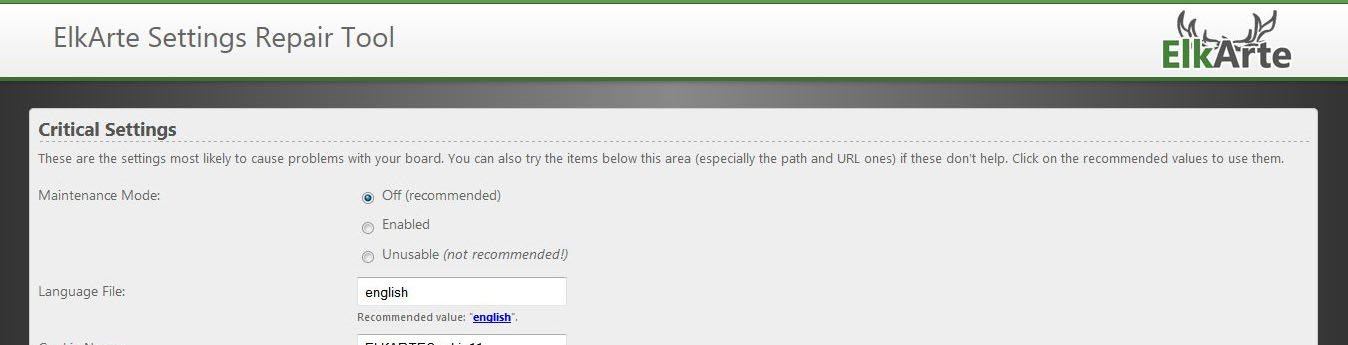 ElkArte Settings Repair Tool
ElkArte
Critical Settings
These are the settings most likely to cause problems with your board. You can also try the items below this area (especially the path and URL ones) if these don't help. Click on the recommended values to use them.
Maintenance Mode:
Off (recommended)
Enabled
Unusable (not recommended!)
Language File:
english
Recommended value: "english".